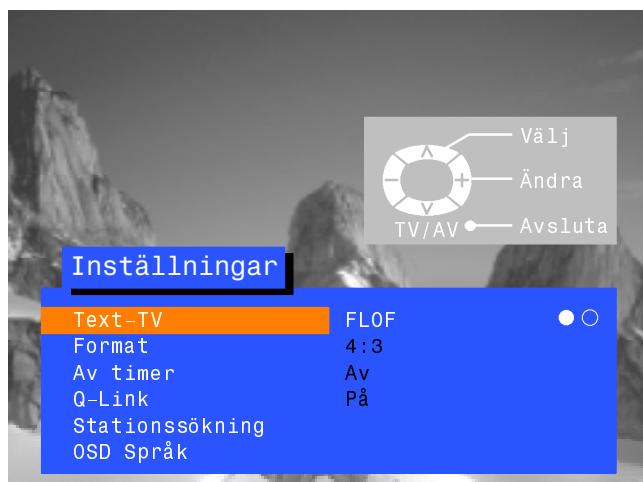 Välj
Ändra
TV/AV Avsluta
Inställningar
Text-TV FLOF
Format 4:3
Av timer Av
Q-Link På
Stationssökning
OSD Språk